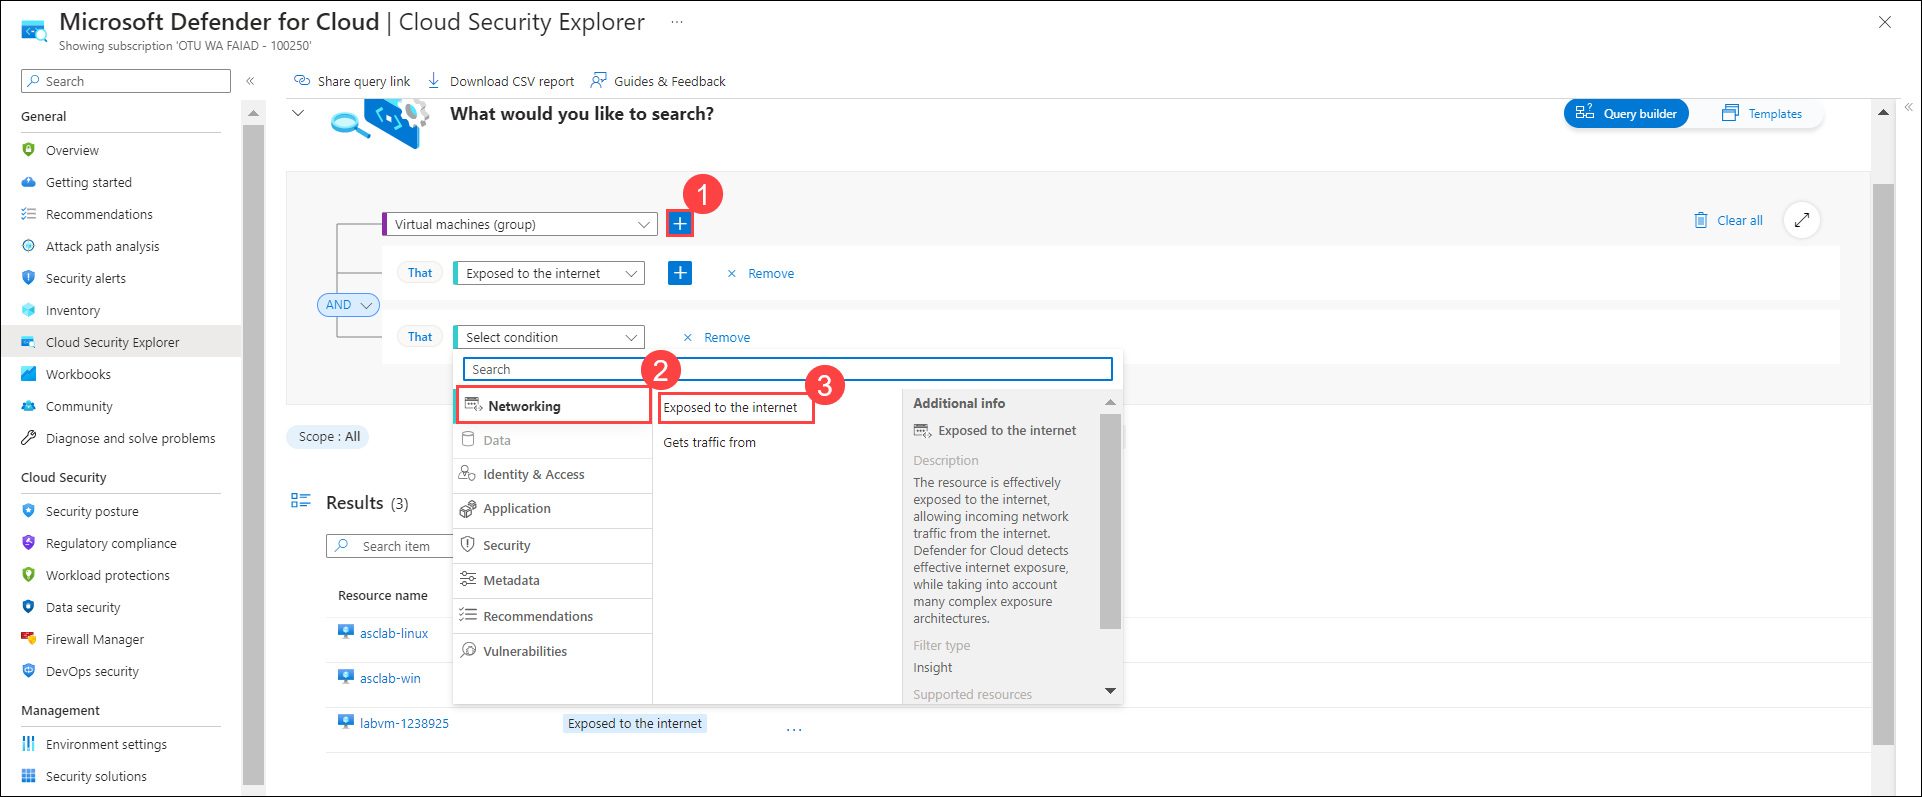 Microsoft Defender for Cloud | Cloud Security Explorer ...
Showing subscription 'OTU WA FAIAD - 100250'
Search
«
Share query link
Download CSV report
Guides & Feedback
General
Overview
Getting started
Recommendations
Attack path analysis
Security alerts
Inventory
Cloud Security Explorer
Workbooks
Community
Diagnose and solve problems
Cloud Security
Security posture
Regulatory compliance
Workload protections
Data security
Firewall Manager
DevOps security
Management
Environment settings
Security solutions
What would you like to search?
Query builder
Templates
«
1
Virtual machines (group)
+
Clear all
That
Exposed to the internet
+
Remove
AND
That
Select condition
Remove
Search
2
3
Networking
Data
Identity & Access
Application
Security
Metadata
Recommendations
Vulnerabilities
Exposed to the internet
Gets traffic from
Additional info
Exposed to the internet
Description
The resource is effectively
exposed to the internet,
allowing incoming network
traffic from the internet.
Defender for Cloud detects
effective internet exposure,
while taking into account
many complex exposure
architectures.
Filter type
Insight
Supported resources
Scope : All
Results (3)
Search item
Resource name
asclab-linux
asclab-win
labvm-1238925
Exposed to the internet
...